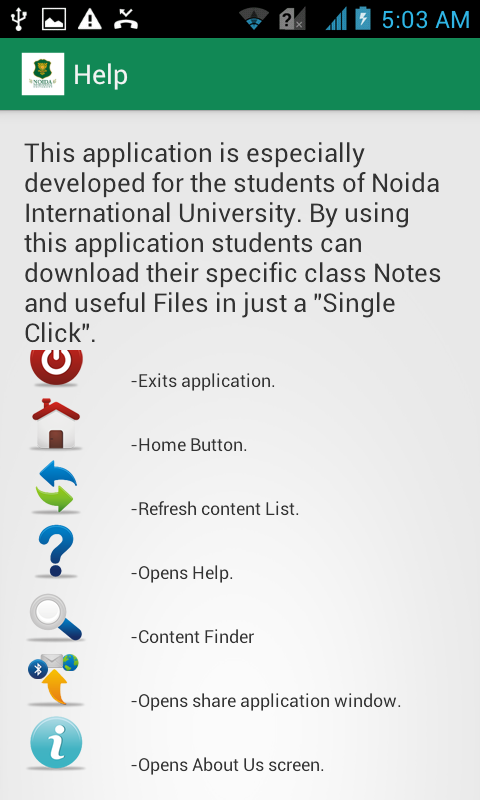 5:03 AM
NOIDA
Help
This application is especially
developed for the students of Noida
International University. By using
this application students can
download their specific class Notes
and useful Files in just a "Single
Click".
-Exits application.
-Home Button.
-Refresh content List.
-Opens Help.
-Content Finder
-Opens share application window.
-Opens About Us screen.